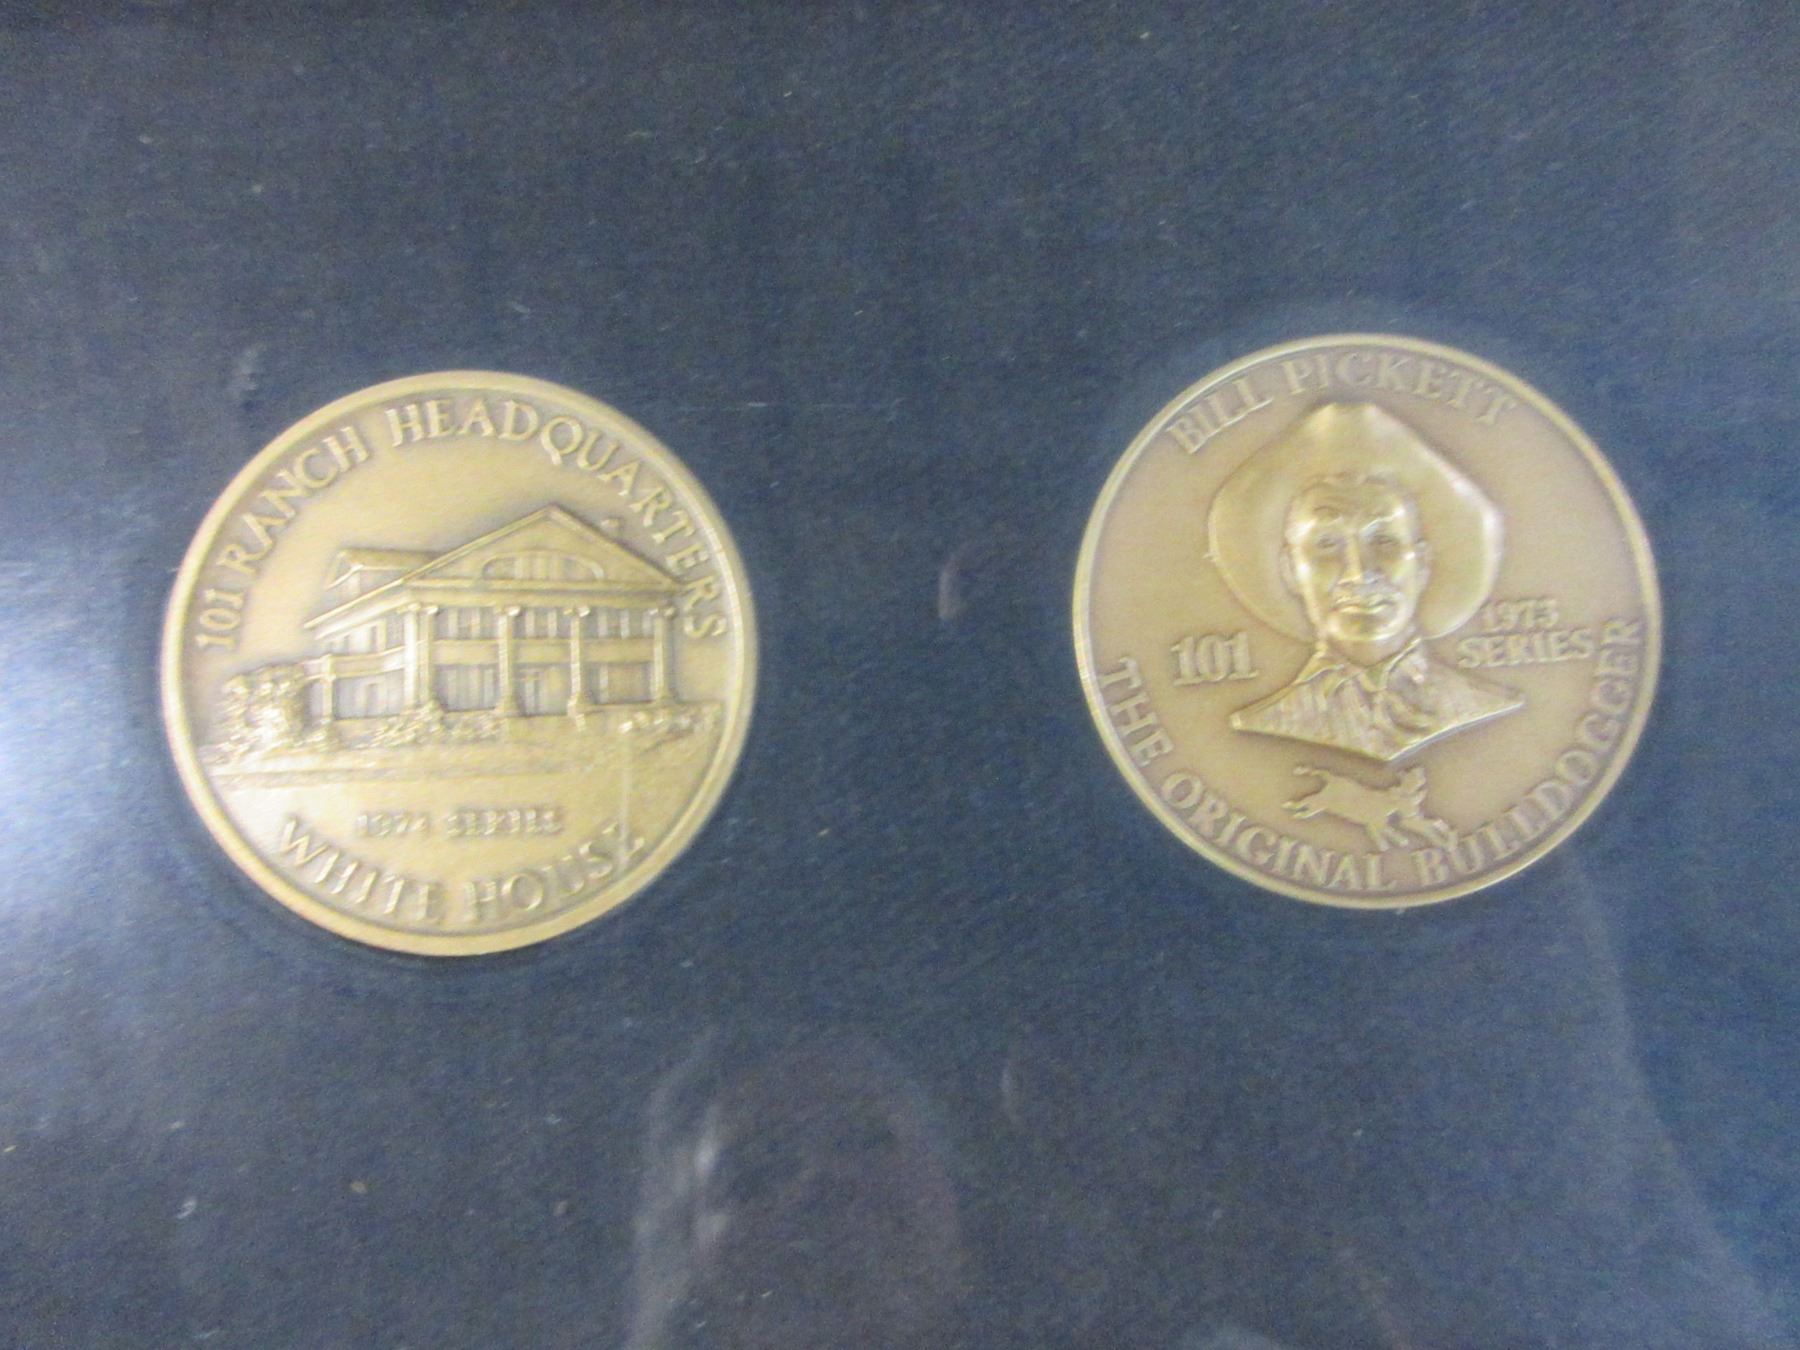 101 RANCH HEADQUARTERS
1974 SERIES
WHITE HOUSE
BILL PICKETT
101
1975
SERIES
THE ORIGINAL BULLDOGGER